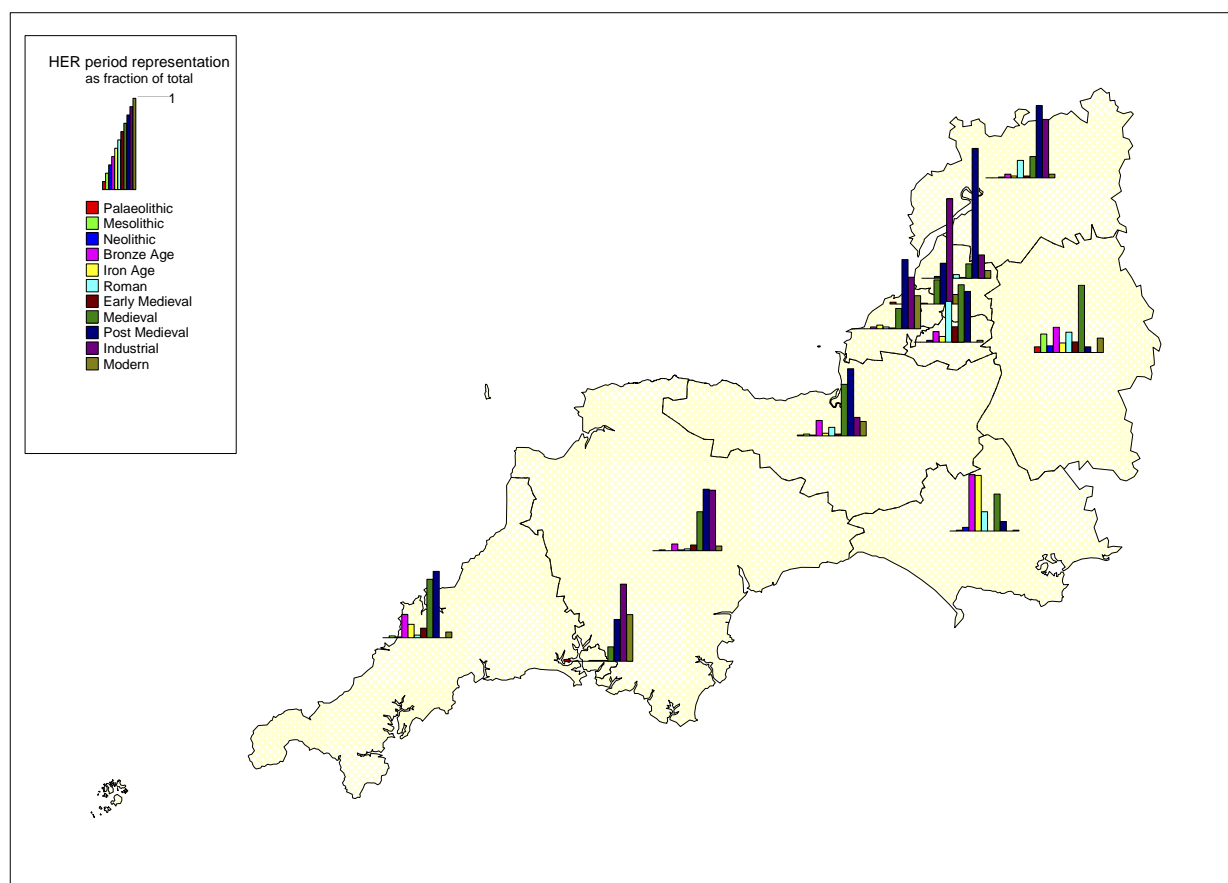 HER period representation
as fraction of total
1
Palaeolithic
Mesolithic
Neolithic
Bronze Age
Iron Age
Roman
Early Medieval
Medieval
Post Medieval
Industrial
Modern